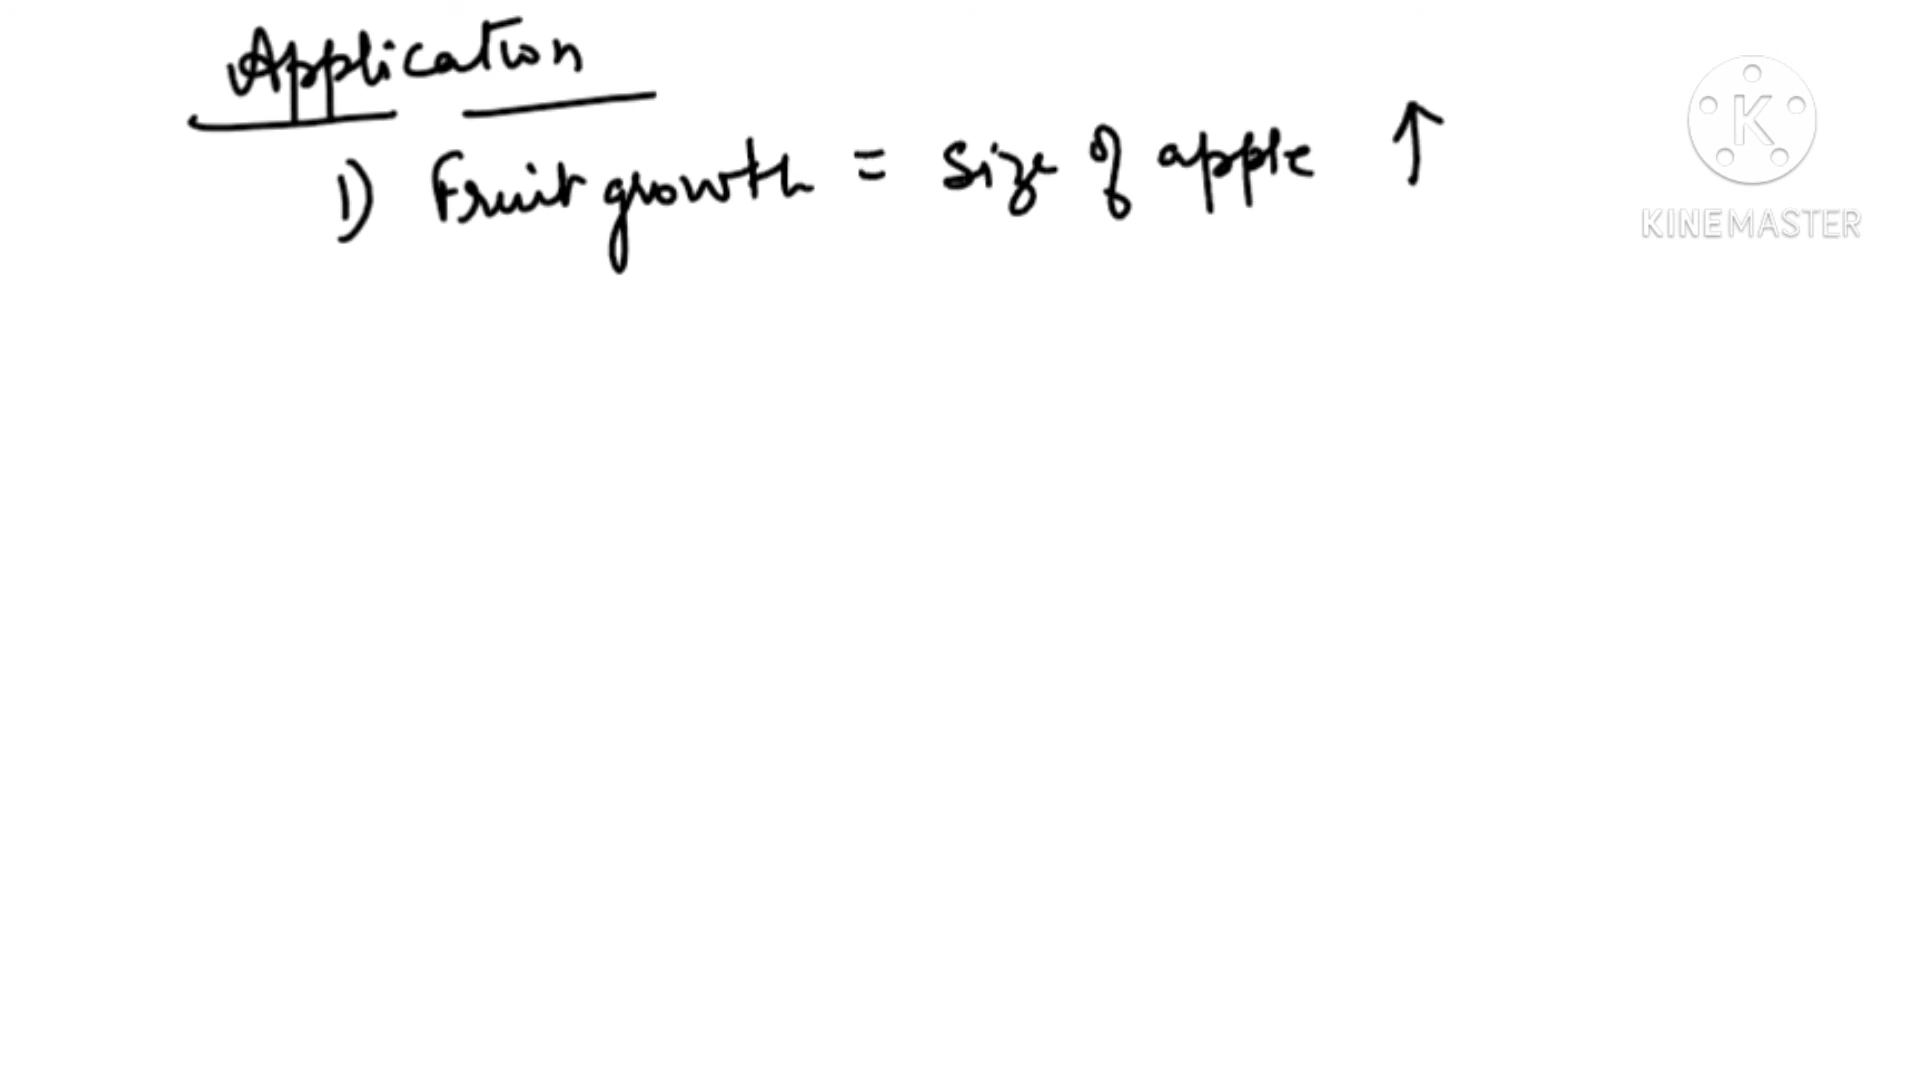 Application
1) Fruit growth = Size of apple ↑
K
KINEMASTER